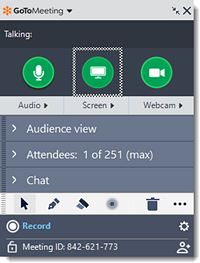 GoToMeeting
Talking:
Audio Screen Webcam
Audience view
Attendees: 1 of 251 (max)
Chat
Record
Meeting ID: 842-621-773